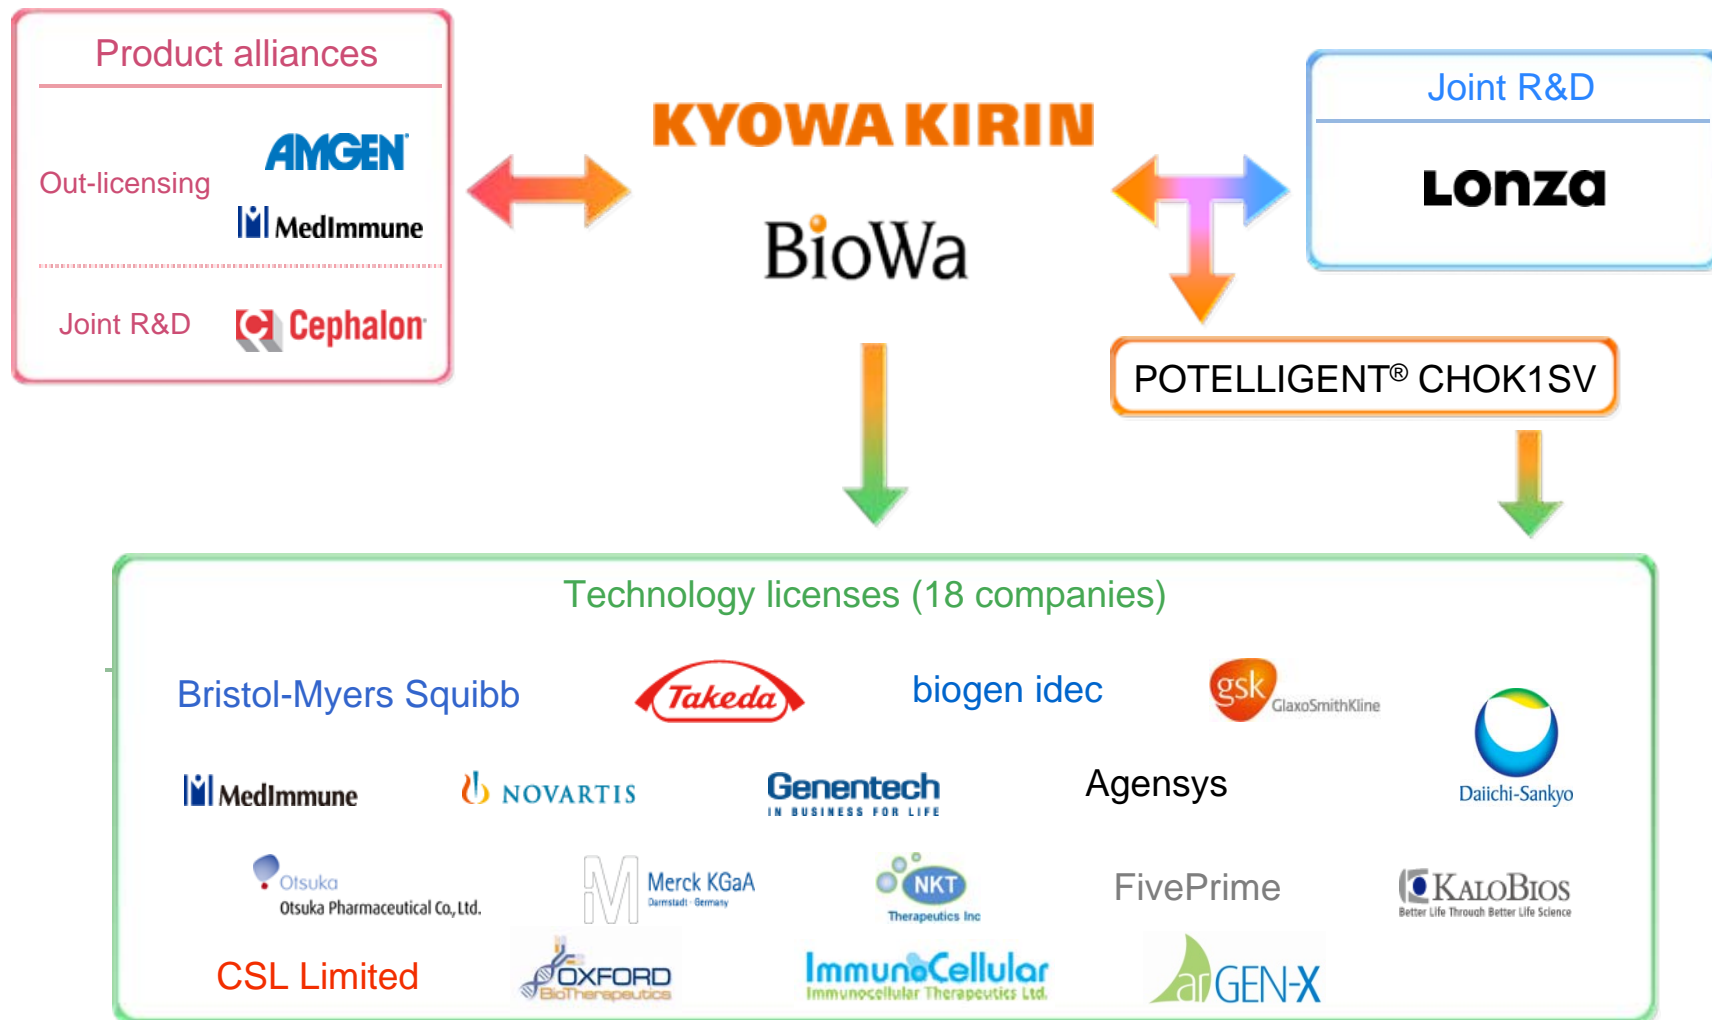 Product alliances
Out-licensing
AMGEN®
MedImmune
Joint R&D
Cephalon
KYOWA KIRIN
BioWa
Joint R&D
Lonza
POTELLIGENT® CHOK1SV
Technology licenses (18 companies)
Bristol-Myers Squibb
Takeda
biogen idec
gsk
GlaxoSmithKline
Daiichi-Sankyo
MedImmune
NOVARTIS
Genentech
IN BUSINESS FOR LIFE
Agensys
Otsuka
Otsuka Pharmaceutical Co., Ltd.
M
Merck KGaA
Darmstadt · Germany
NKT
Therapeutics Inc
FivePrime
KALOBIOS
Better Life Through Better Life Science
CSL Limited
OXFORD
BioTherapeutics
ImmunoCellular
Immunocellular Therapeutics Ltd.
arGEN-X